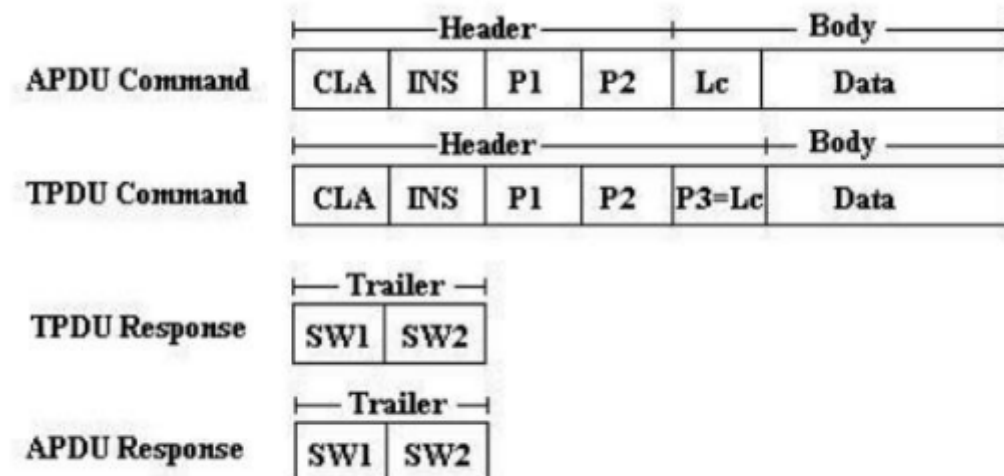 Header Body
APDU Command CLA INS P1 P2 Lc Data
Header Body
TPDU Command CLA INS P1 P2 P3=Lc Data
Trailer
TPDU Response SW1 SW2
Trailer
APDU Response SW1 SW2